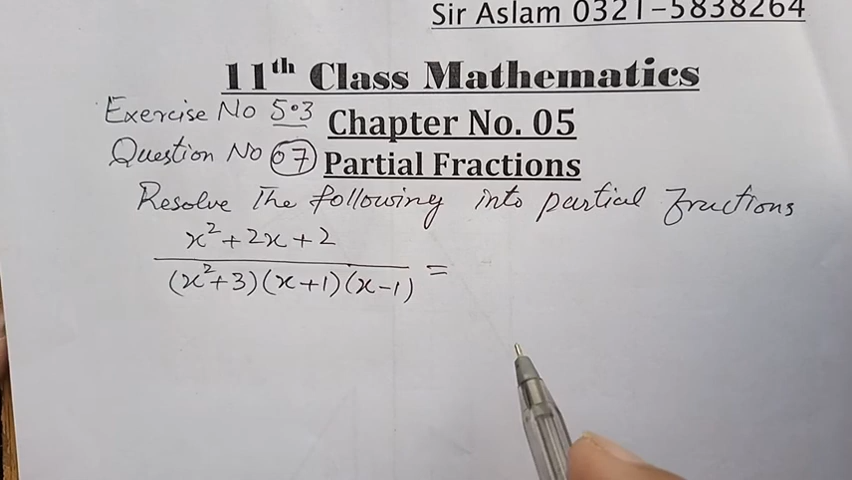 Sir Aslam 0321-5838264
11th Class Mathematics
Exercise No 5.3 Chapter No. 05
Question No 07 Partial Fractions
Resolve The following into partial Fractions
x²+2x+2
(x²+3)(x+1)(x-1) =